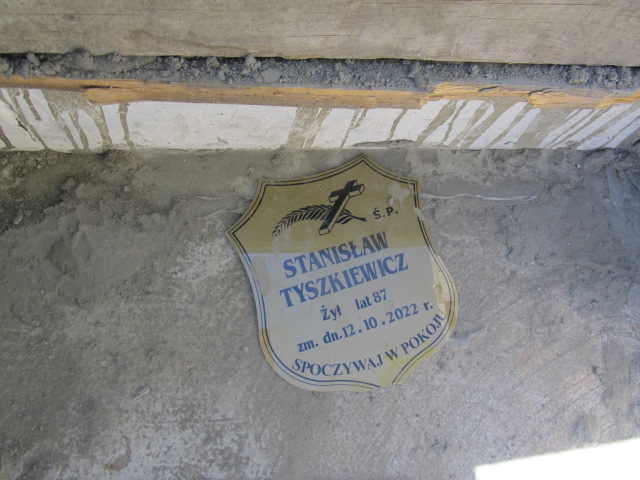 Ś.P.
STANISŁAW
TYSZKIEWICZ
Żył lat 87
zm. dn. 12.10.2022 r.
SPOCZYWAJ W POKOJU